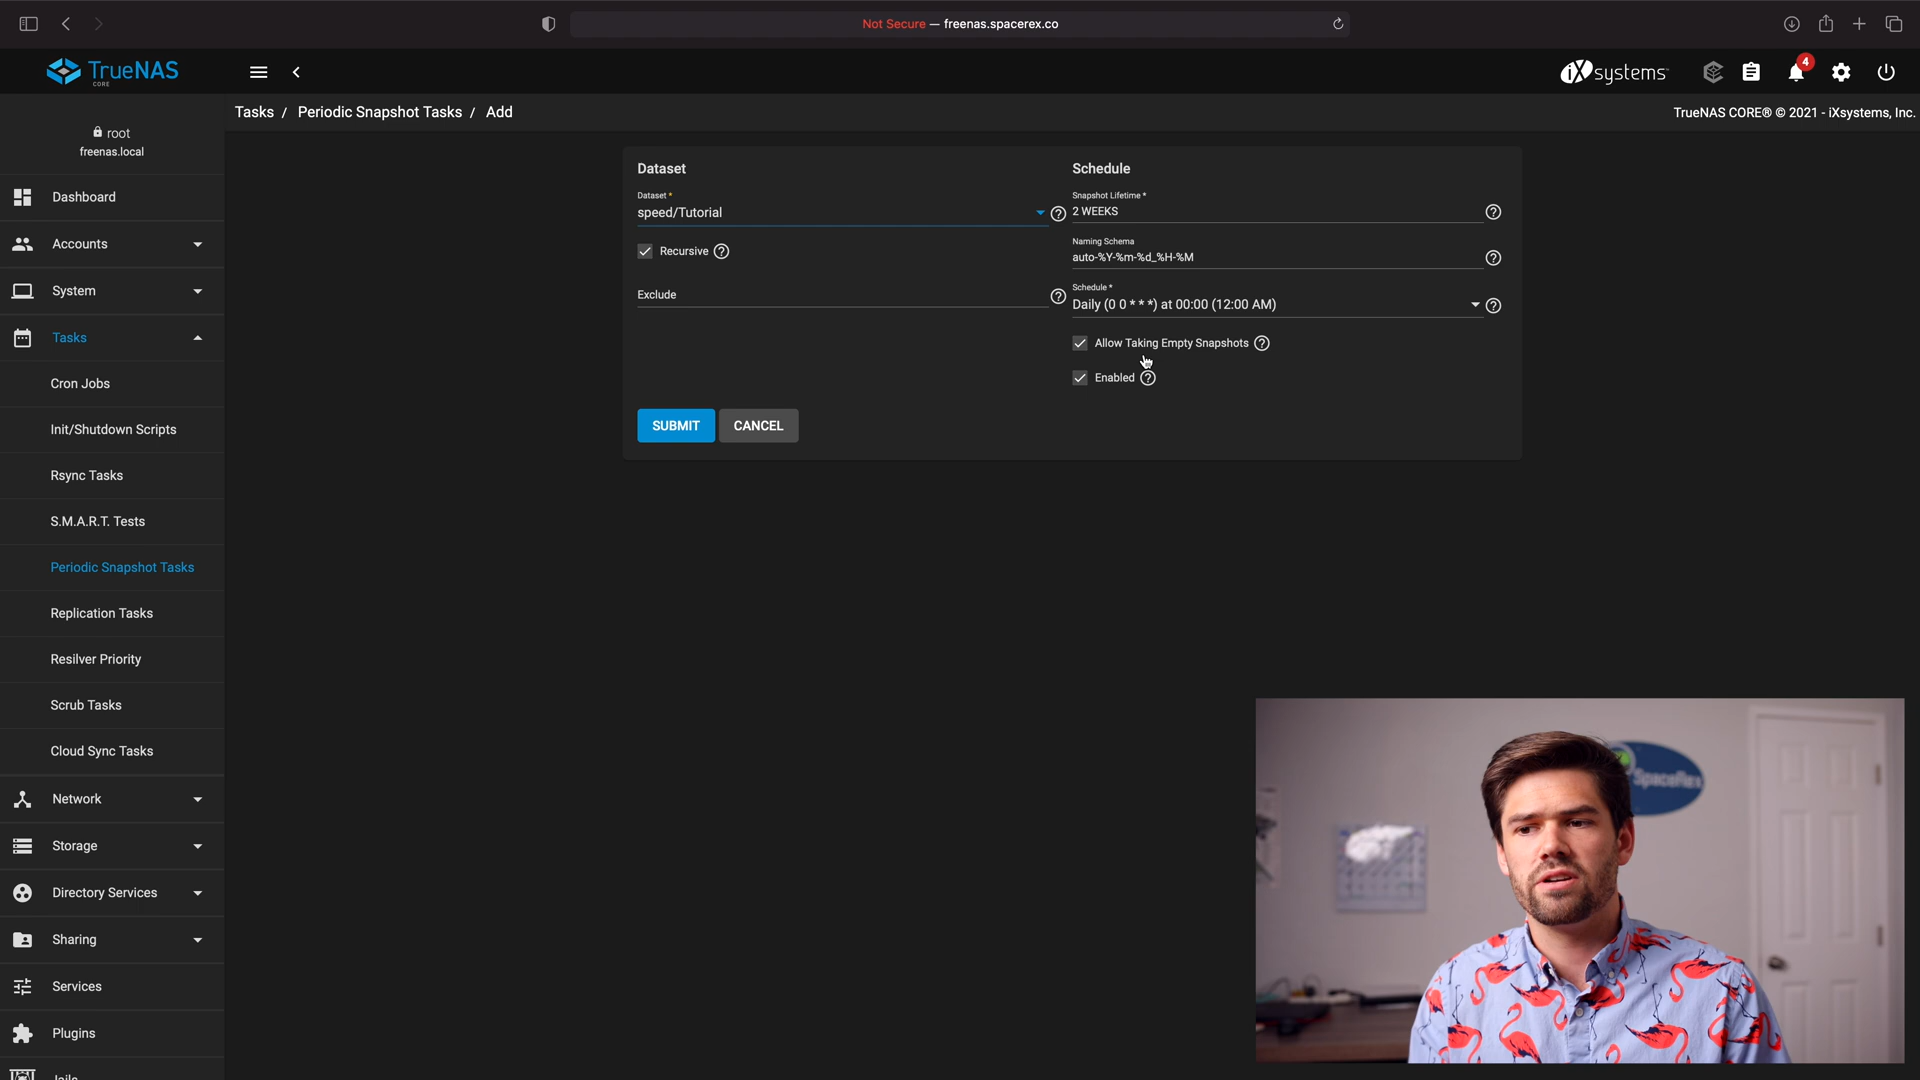 Not Secure — freenas.spacerex.co
TrueNAS
CORE
iXsystems
4
Tasks / Periodic Snapshot Tasks / Add
TrueNAS CORE® © 2021 - iXsystems, Inc.
root
freenas.local
Dashboard
Accounts
System
Tasks
Cron Jobs
Init/Shutdown Scripts
Rsync Tasks
S.M.A.R.T. Tests
Periodic Snapshot Tasks
Replication Tasks
Resilver Priority
Scrub Tasks
Cloud Sync Tasks
Network
Storage
Directory Services
Sharing
Services
Plugins
Jails
Dataset
Dataset *
speed/Tutorial
Recursive
Exclude
Schedule
Snapshot Lifetime *
2 WEEKS
Naming Schema
auto-%Y-%m-%d_%H-%M
Schedule *
Daily (0 0 * * *) at 00:00 (12:00 AM)
Allow Taking Empty Snapshots
Enabled
SUBMIT
CANCEL
SpaceRex